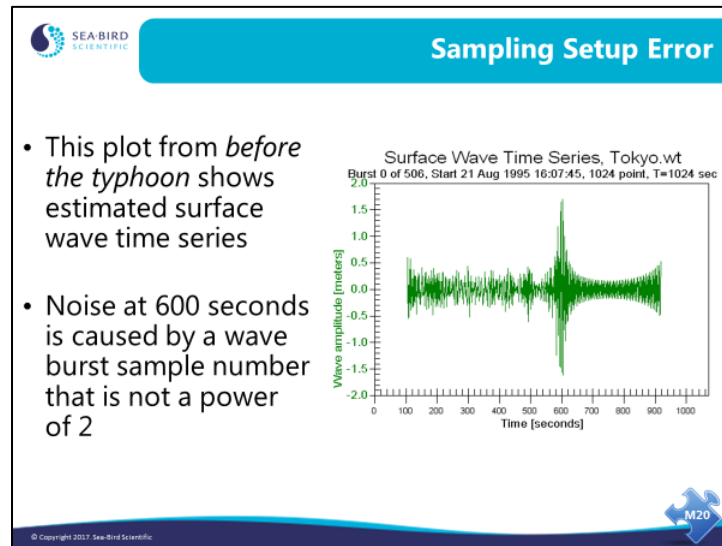 SEA·BIRD
SCIENTIFIC
Sampling Setup Error
• This plot from before
the typhoon shows
estimated surface
wave time series
• Noise at 600 seconds
is caused by a wave
burst sample number
that is not a power
of 2
Surface Wave Time Series, Tokyo.wt
Burst 0 of 506, Start 21 Aug 1995 16:07:45, 1024 point, T=1024 sec
Wave amplitude [meters]
2.0
1.5
1.0
0.5
0.0
-0.5
-1.0
-1.5
-2.0
0 100 200 300 400 500 600 700 800 900 1000
Time [seconds]
M20
© Copyright 2017. Sea-Bird Scientific